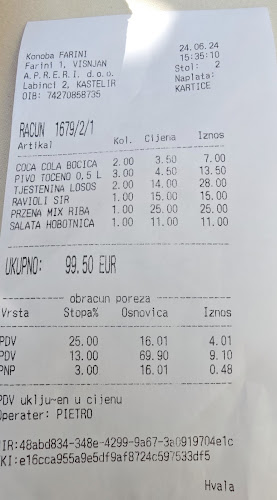 Konoba FARINI
Farini 1, VISNJAN
A.P.R.E.R.I. d.o.o.
Labinci 2, KASTELIR
OIB: 74270858735
24.06.24
15:35:10
Stol: 2
Naplata:
KARTICE
RACUN 1679/2/1
Artikal Kol. Cijena Iznos
COCA COLA BOCICA 2.00 3.50 7.00
PIVO TOCENO 0,5 L 3.00 4.50 13.50
TJESTENINA LOSOS 2.00 14.00 28.00
RAVIOLI SIR 1.00 15.00 15.00
PRZENA MIX RIBA 1.00 25.00 25.00
SALATA HOBOTNICA 1.00 11.00 11.00
UKUPNO: 99.50 EUR
obracun poreza
Vrsta Stopa% Osnovica Iznos
PDV 25.00 16.01 4.01
PDV 13.00 69.90 9.10
PNP 3.00 16.01 0.48
PDV uklju-en u cijenu
Operater: PIETRO
JIR:48abd834-348e-4299-9a67-3a0919704e1c
ZKI:e16cca955a9e5df9af8724c597533df5
Hvala